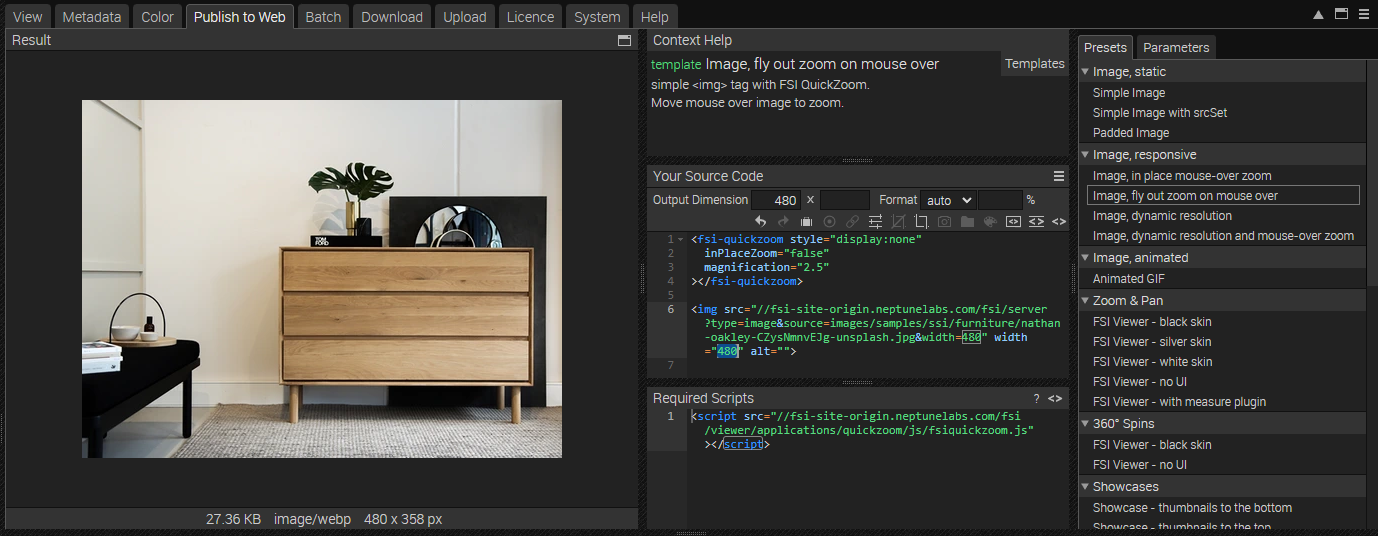 View Metadata Color Publish to Web Batch Download Upload Licence System Help
Result
TOM
FORD
27.36 KB image/webp 480 x 358 px
Context Help
template Image, fly out zoom on mouse over
Templates
simple <img> tag with FSI QuickZoom.
Move mouse over image to zoom.
Your Source Code
Output Dimension 480 x Format auto %
1 <fsi-quickzoom style="display:none"
2 inPlaceZoom="false"
3 magnification="2.5"
4 ></fsi-quickzoom>
5
6 <img src="//fsi-site-origin.neptunelabs.com/fsi/server
?type=image&source=images/samples/ssi/furniture/nathan
-oakley-CZysNmnvEJg-unsplash.jpg&width=480" width
="480" alt="">
7
Required Scripts ? <>
1 <script src="//fsi-site-origin.neptunelabs.com/fsi
/viewer/applications/quickzoom/js/fsiquickzoom.js"
></script>
Presets Parameters
Image, static
Simple Image
Simple Image with srcSet
Padded Image
Image, responsive
Image, in place mouse-over zoom
Image, fly out zoom on mouse over
Image, dynamic resolution
Image, dynamic resolution and mouse-over zoom
Image, animated
Animated GIF
Zoom & Pan
FSI Viewer - black skin
FSI Viewer - silver skin
FSI Viewer - white skin
FSI Viewer - no UI
FSI Viewer - with measure plugin
360° Spins
FSI Viewer - black skin
FSI Viewer - no UI
Showcases
Showcase - thumbnails to the bottom
Showcase - thumbnails to the top